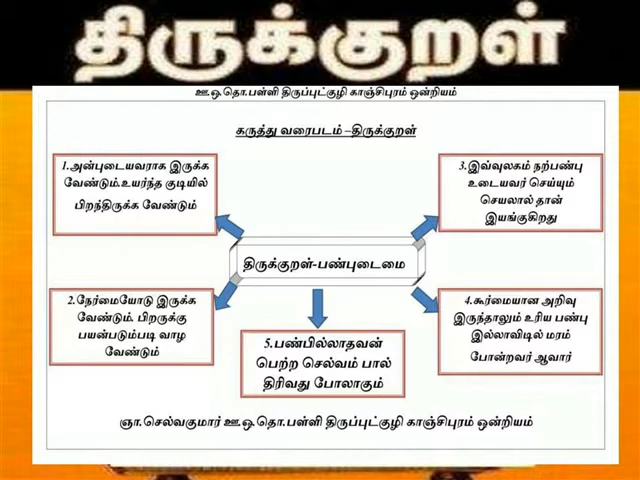 திருக்குறள்
ஊ.ஒ.தொ.பள்ளி திருப்புட்குழி காஞ்சிபுரம் ஒன்றியம்
கருத்து வரைபடம் –திருக்குறள்
1.அன்புடையவராக இருக்க
வேண்டும்.உயர்ந்த குடியில்
பிறந்திருக்க வேண்டும்
3.இவ்வுலகம் நற்பண்பு
உடையவர் செய்யும்
செயலால் தான்
இயங்குகிறது
திருக்குறள்-பண்புடைமை
2.நேர்மையோடு இருக்க
வேண்டும். பிறருக்கு
பயன்படும்படி வாழ
வேண்டும்
4.கூர்மையான அறிவு
இருந்தாலும் உரிய பண்பு
இல்லாவிடில் மரம்
போன்றவர் ஆவார்
5.பண்பில்லாதவன்
பெற்ற செல்வம் பால்
திரிவது போலாகும்
ஞா.செல்வகுமார் ஊ.ஒ.தொ.பள்ளி திருப்புட்குழி காஞ்சிபுரம் ஒன்றியம்